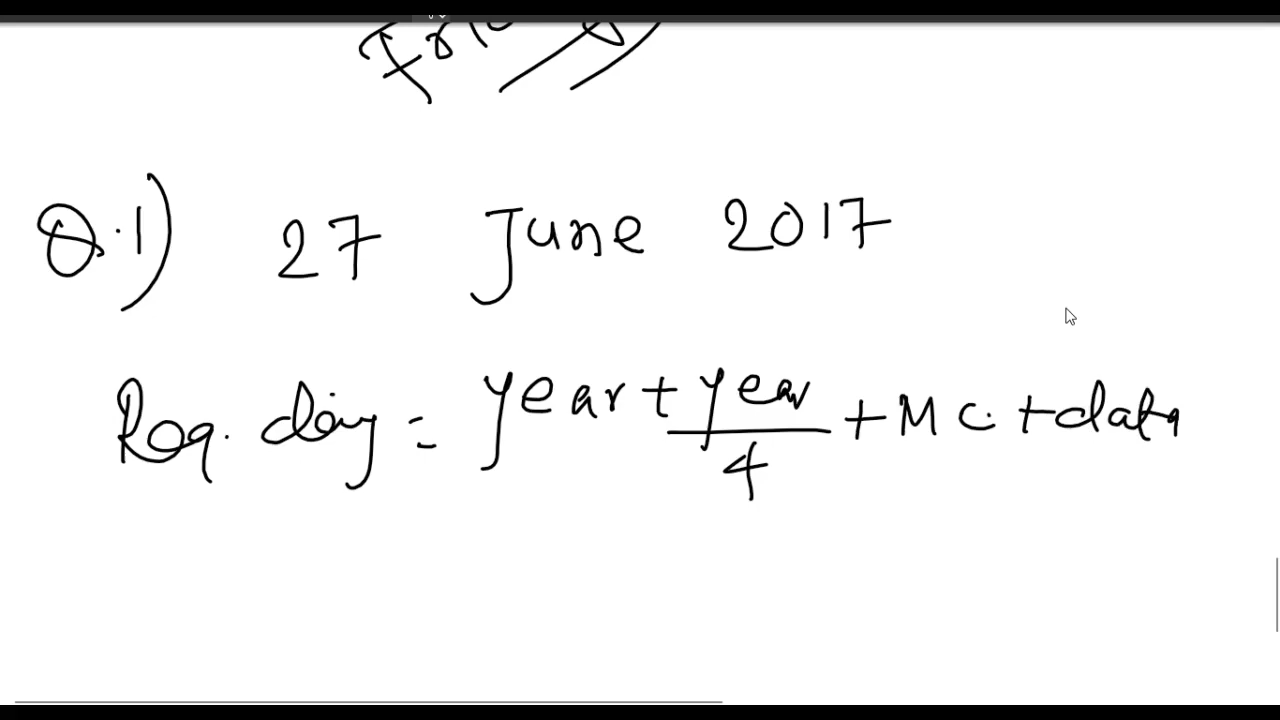 Q.1) 27 June 2017
Req. day = year + year/4 + M C. + date